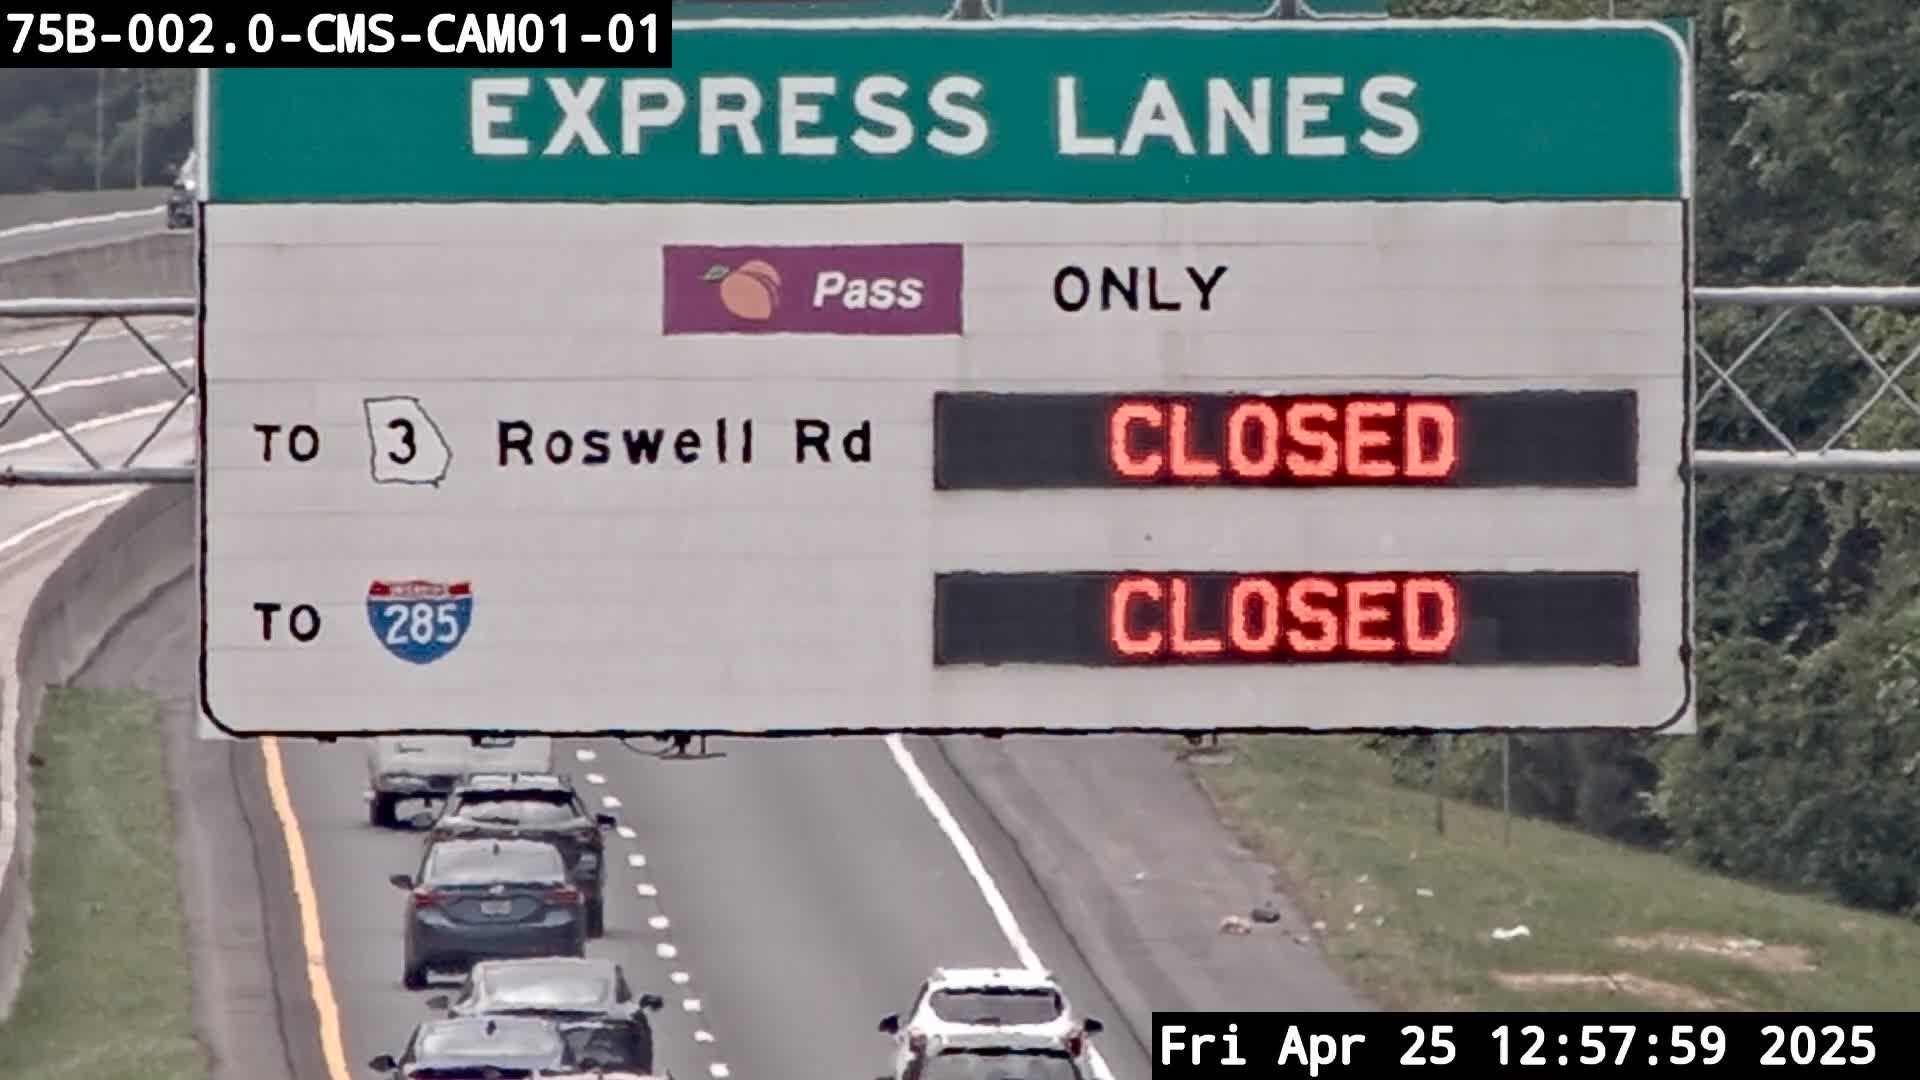 75B-002.0-CMS-CAM01-01
EXPRESS LANES
Pass ONLY
TO 3 Roswell Rd CLOSED
TO INTERSTATE 285 CLOSED
Fri Apr 25 12:57:59 2025